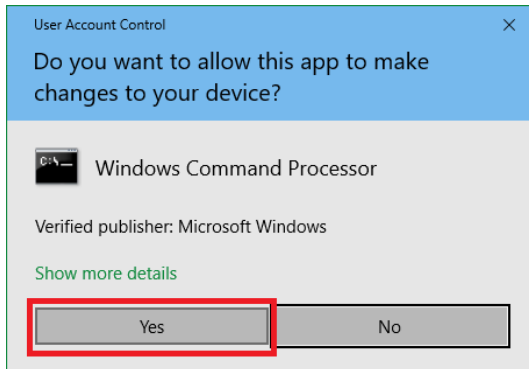 User Account Control
Do you want to allow this app to make
changes to your device?
C:\_
Windows Command Processor
Verified publisher: Microsoft Windows
Show more details
Yes No